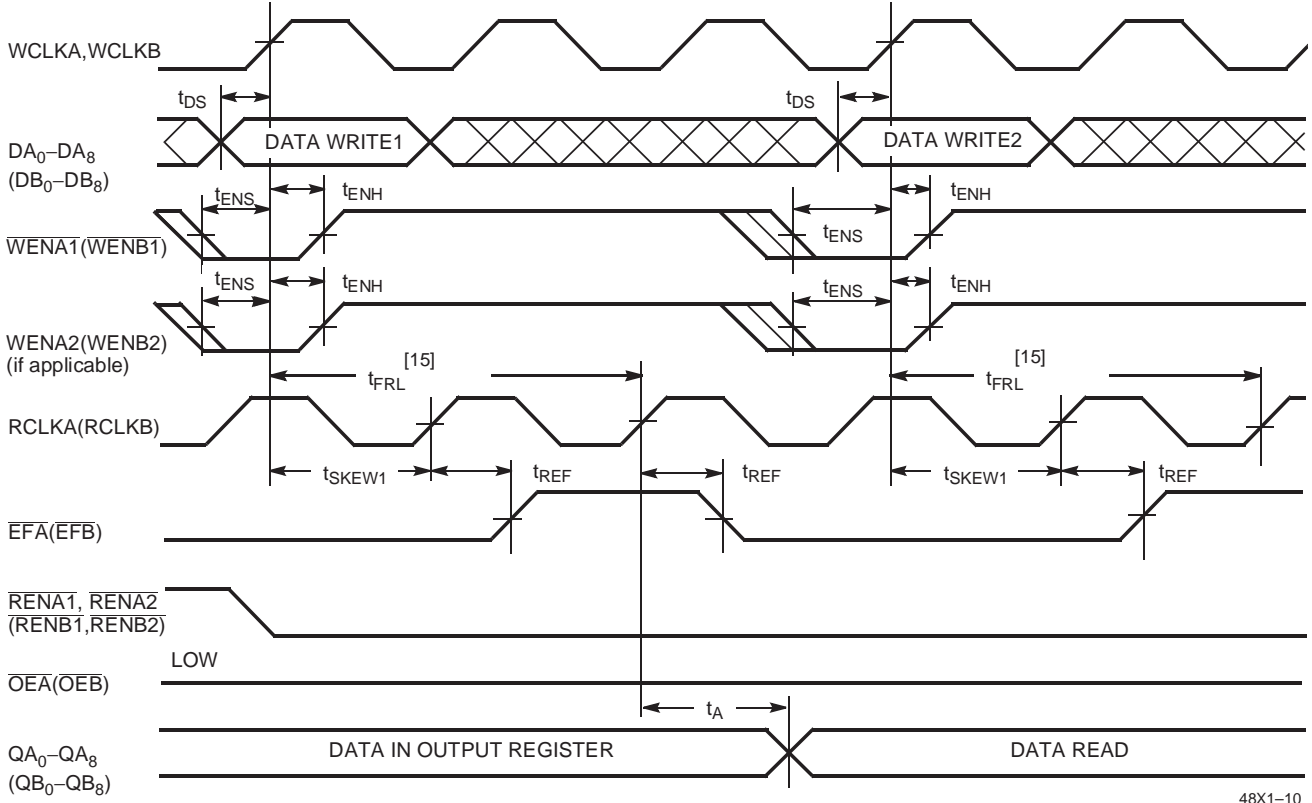 WCLKA,WCLKB
tDS
tDS
DATA WRITE1
DATA WRITE2
DA0–DA8
(DB0–DB8)
tENS
tENH
tENS
tENH
WENA1(WENB1)
tENS
tENH
tENS
tENH
WENA2(WENB2)
(if applicable)
[15]
tFRL
[15]
tFRL
RCLKA(RCLKB)
tSKEW1
tREF
tREF
tSKEW1
tREF
EFA(EFB)
RENA1, RENA2
(RENB1,RENB2)
LOW
OEA(OEB)
tA
QA0–QA8
(QB0–QB8)
DATA IN OUTPUT REGISTER
DATA READ
48X1–10